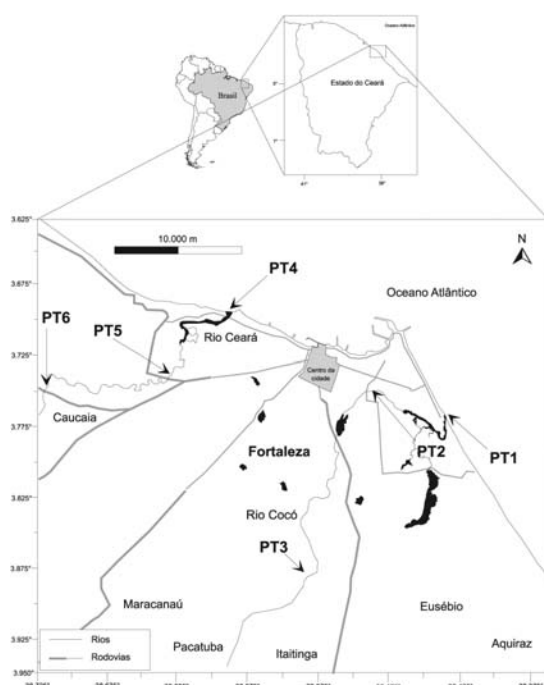 Oceano Atlântico
Brasil
Estado do Ceará
3.625°
10.000 m
N
3.675°
PT4
Oceano Atlântico
PT6
PT5
Rio Ceará
3.725°
Centro da
cidade
Caucaia
3.775°
PT2
PT1
Fortaleza
3.625°
Rio Cocó
PT3
3.875°
Maracanaú
Eusébio
3.925°
Rios
Rodovias
Pacatuba
Itaitinga
Aquiraz
3.950°